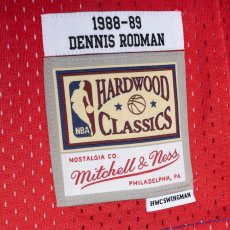 1988-89
DENNIS RODMAN
HARDWOOD
NBA
CLASSICS
NOSTALGIA CO.
Mitchell & Ness
PHILADELPHIA, PA.
HWC SWINGMAN